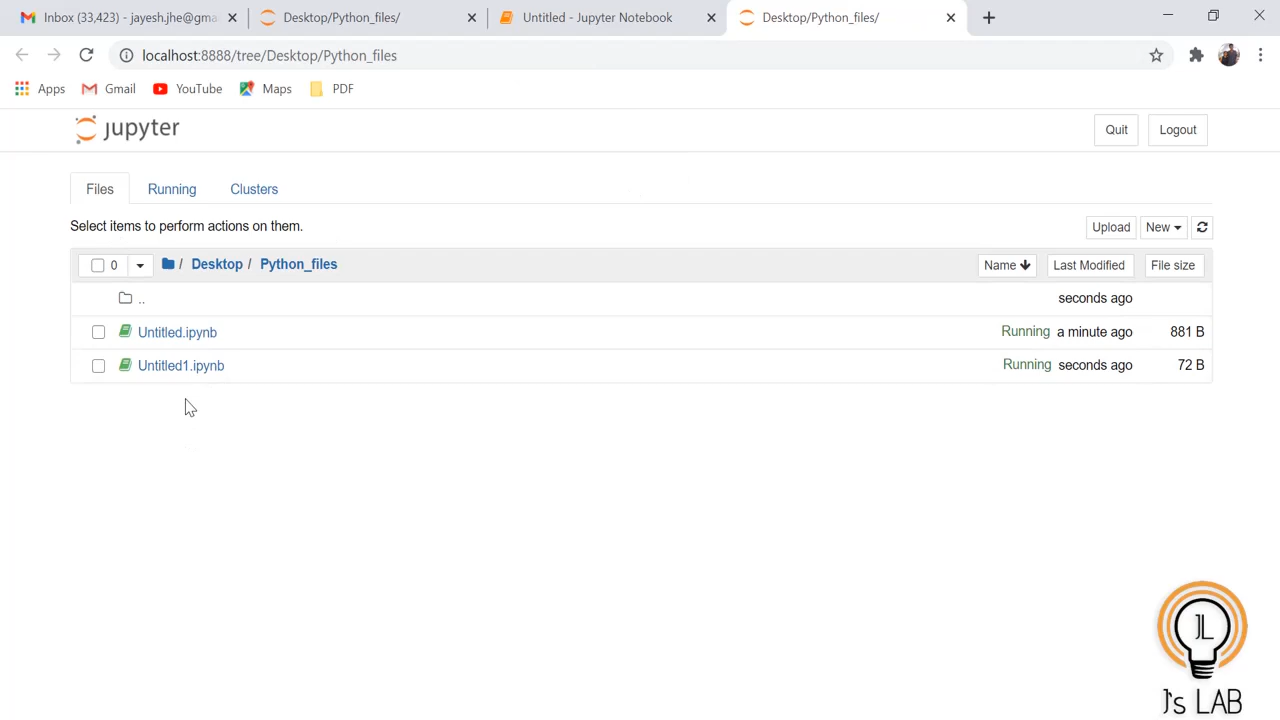 Inbox (33,423) - jayesh.jhe@gma
Desktop/Python_files/
Untitled - Jupyter Notebook
Desktop/Python_files/
localhost:8888/tree/Desktop/Python_files
Apps Gmail YouTube Maps PDF
jupyter
Quit Logout
Files Running Clusters
Select items to perform actions on them.
Upload New
0 / Desktop / Python_files Name Last Modified File size
.. seconds ago
Untitled.ipynb Running a minute ago 881 B
Untitled1.ipynb Running seconds ago 72 B
JL
J's LAB